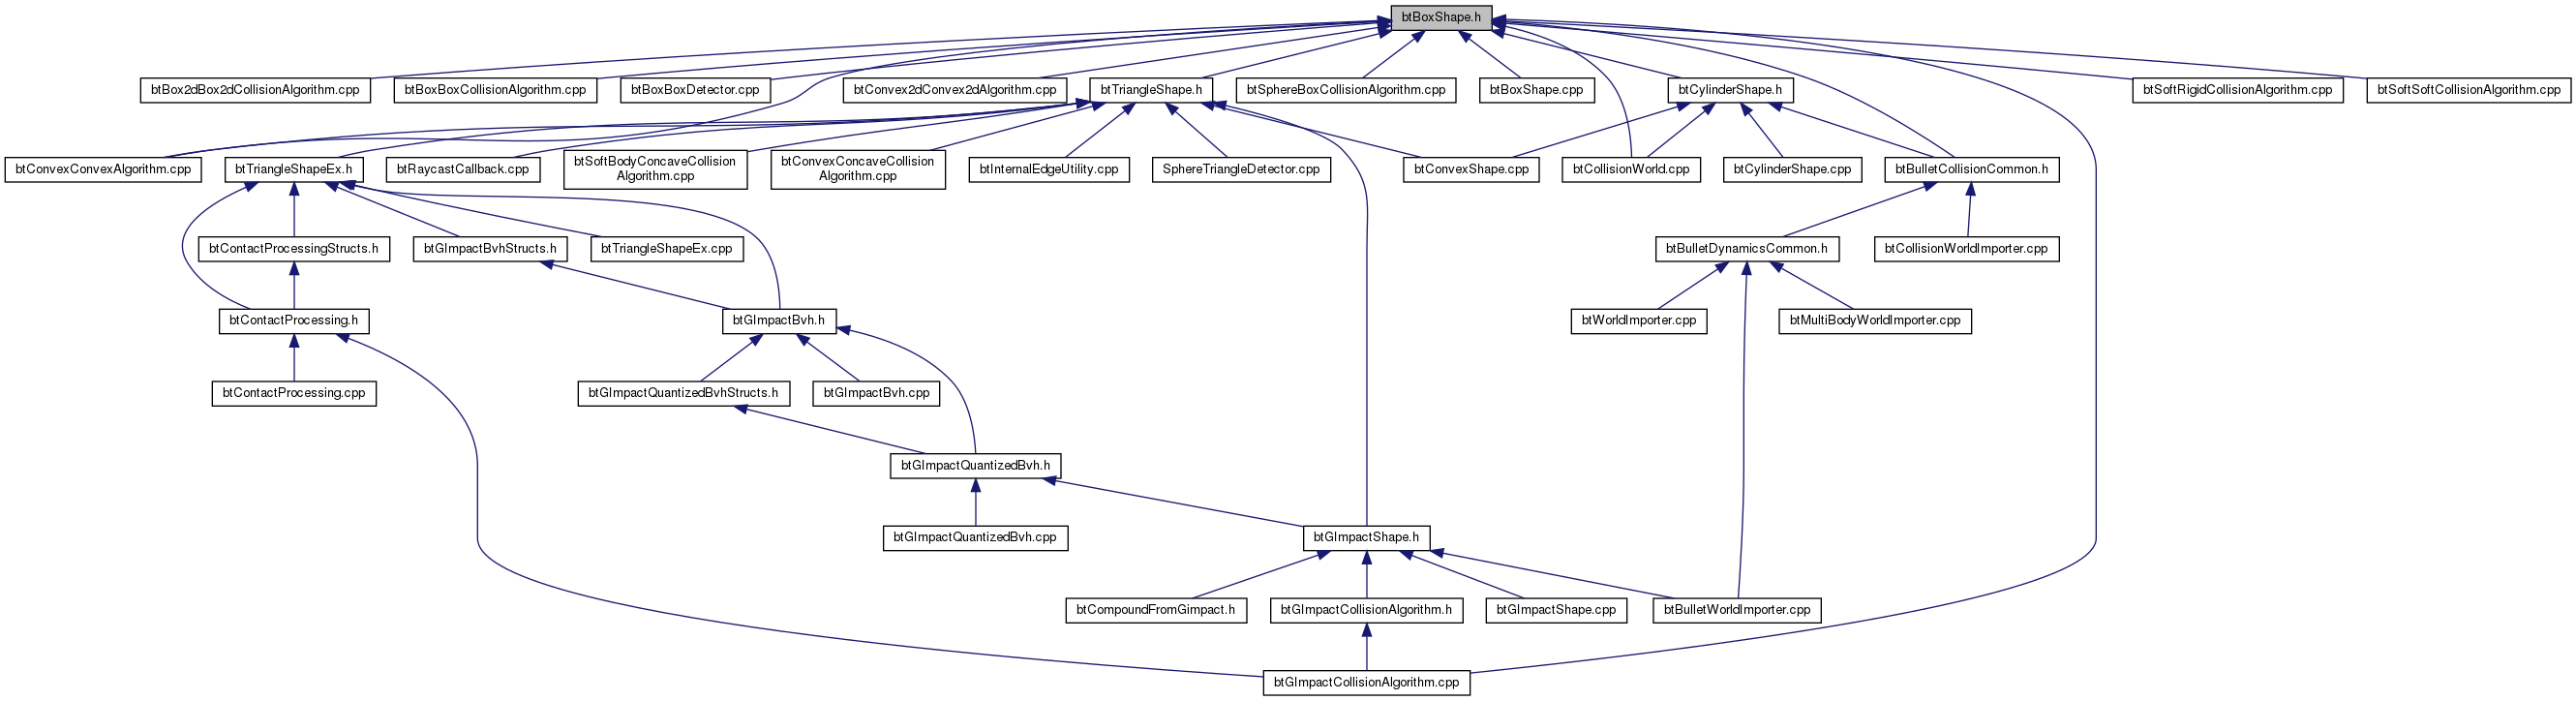 btBoxShape.h
btBox2dBox2dCollisionAlgorithm.cpp
btBoxBoxCollisionAlgorithm.cpp
btBoxBoxDetector.cpp
btConvex2dConvex2dAlgorithm.cpp
btTriangleShape.h
btSphereBoxCollisionAlgorithm.cpp
btBoxShape.cpp
btCylinderShape.h
btSoftRigidCollisionAlgorithm.cpp
btSoftSoftCollisionAlgorithm.cpp
btConvexConvexAlgorithm.cpp
btTriangleShapeEx.h
btRaycastCallback.cpp
btSoftBodyConcaveCollision
Algorithm.cpp
btConvexConcaveCollision
Algorithm.cpp
btInternalEdgeUtility.cpp
SphereTriangleDetector.cpp
btConvexShape.cpp
btCollisionWorld.cpp
btCylinderShape.cpp
btBulletCollisionCommon.h
btContactProcessingStructs.h
btGImpactBvhStructs.h
btTriangleShapeEx.cpp
btBulletDynamicsCommon.h
btCollisionWorldImporter.cpp
btContactProcessing.h
btGImpactBvh.h
btWorldImporter.cpp
btMultiBodyWorldImporter.cpp
btContactProcessing.cpp
btGImpactQuantizedBvhStructs.h
btGImpactBvh.cpp
btGImpactQuantizedBvh.h
btGImpactQuantizedBvh.cpp
btGImpactShape.h
btCompoundFromGimpact.h
btGImpactCollisionAlgorithm.h
btGImpactShape.cpp
btBulletWorldImporter.cpp
btGImpactCollisionAlgorithm.cpp